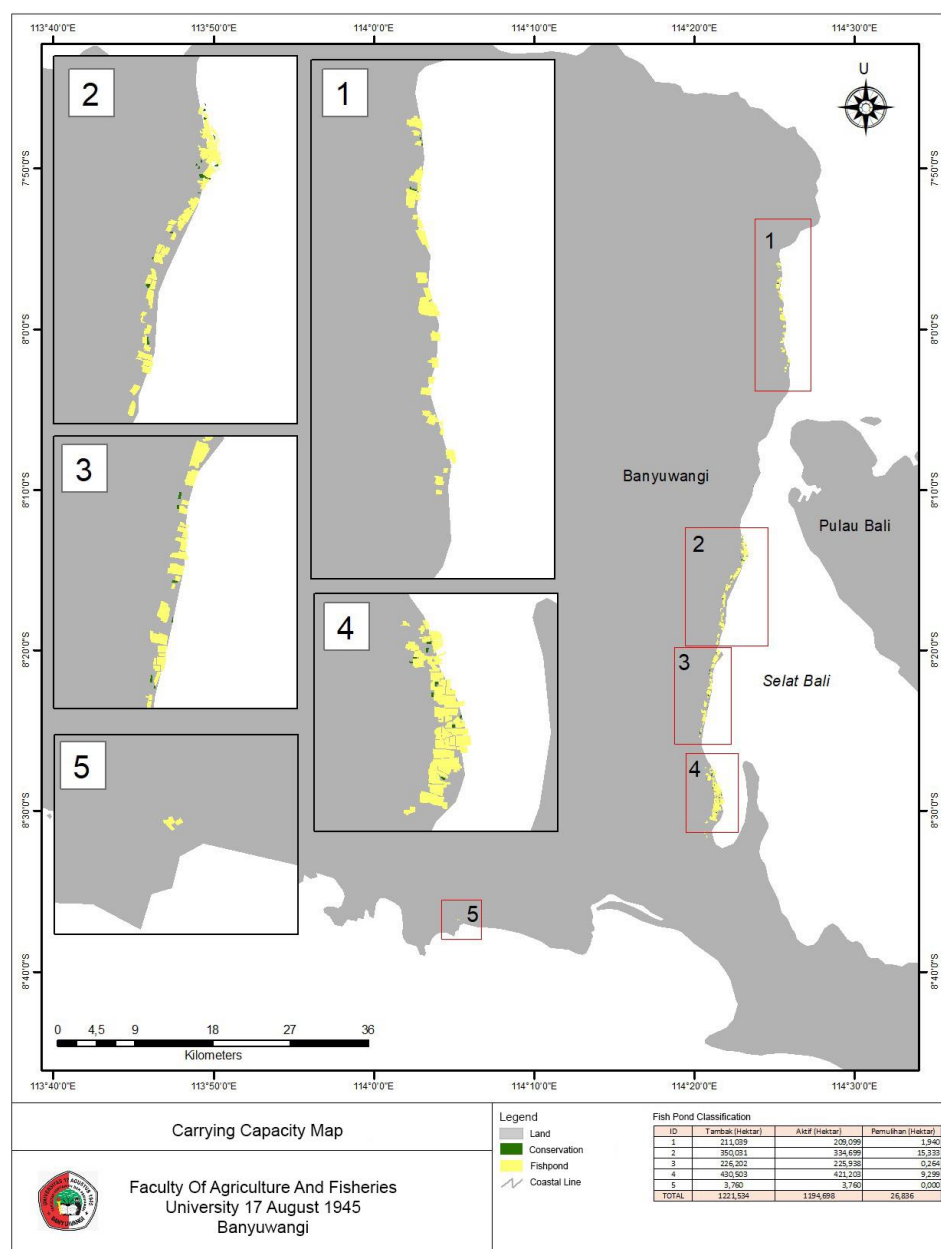 113°40'0"E 113°50'0"E 114°0'0"E 114°10'0"E 114°20'0"E 114°30'0"E
2
1
U
7°50'0"S 7°50'0"S
1
8°0'0"S 8°0'0"S
3
Banyuwangi
Pulau Bali
8°10'0"S 8°10'0"S
2
4
8°20'0"S 8°20'0"S
3
Selat Bali
5
4
8°30'0"S 8°30'0"S
5
8°40'0"S 8°40'0"S
0 4,5 9 18 27 36
Kilometers
113°40'0"E 113°50'0"E 114°0'0"E 114°10'0"E 114°20'0"E 114°30'0"E
Carrying Capacity Map
Faculty Of Agriculture And Fisheries
University 17 August 1945
Banyuwangi
Legend
Land
Conservation
Fishpond
Coastal Line
Fish Pond Classification
ID Tambak (Hektar) Aktif (Hektar) Pemulihan (Hektar)
1 211,039 209,099 1,940
2 350,031 334,699 15,333
3 226,202 225,938 0,264
4 430,503 421,203 9,299
5 3,760 3,760 0,000
TOTAL 1221,534 1194,698 26,836